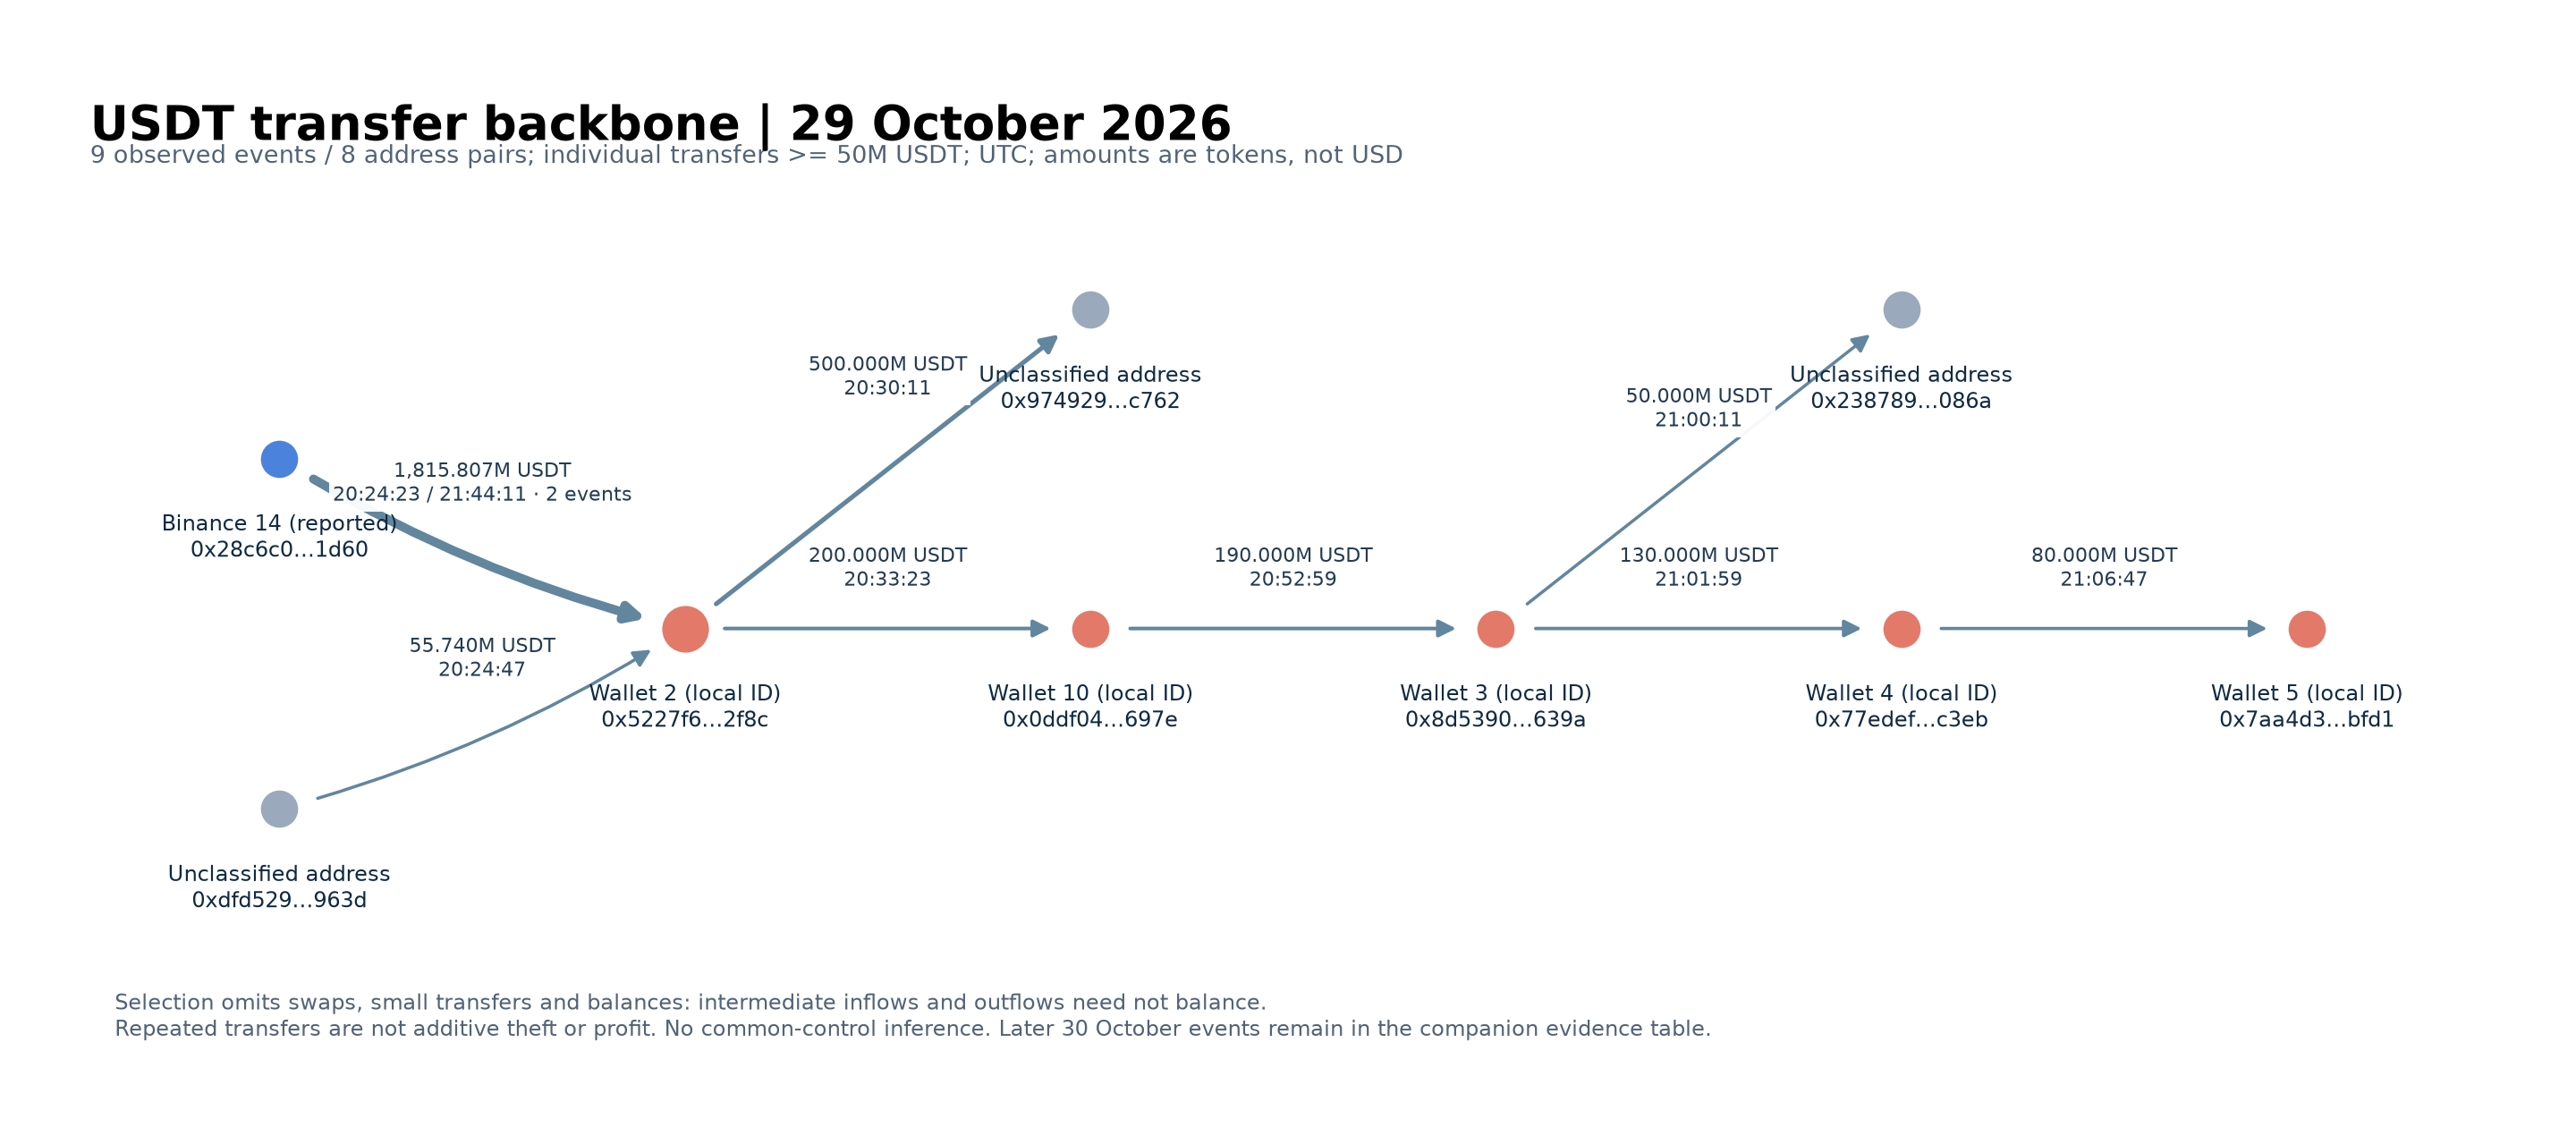 USDT transfer backbone | 29 October 2026
9 observed events / 8 address pairs; individual transfers >= 50M USDT; UTC; amounts are tokens, not USD
500.000M USDT
20:30:11
Unclassified address
0x974929...c762
50.000M USDT
21:00:11
Unclassified address
0x238789...086a
1,815.807M USDT
20:24:23 / 21:44:11 · 2 events
Binance 14 (reported)
0x28c6c0...1d60
200.000M USDT
20:33:23
190.000M USDT
20:52:59
130.000M USDT
21:01:59
80.000M USDT
21:06:47
55.740M USDT
20:24:47
Wallet 2 (local ID)
0x5227f6...2f8c
Wallet 10 (local ID)
0x0ddf04...697e
Wallet 3 (local ID)
0x8d5390...639a
Wallet 4 (local ID)
0x77edef...c3eb
Wallet 5 (local ID)
0x7aa4d3...bfd1
Unclassified address
0xdfd529...963d
Selection omits swaps, small transfers and balances: intermediate inflows and outflows need not balance.
Repeated transfers are not additive theft or profit. No common-control inference. Later 30 October events remain in the companion evidence table.